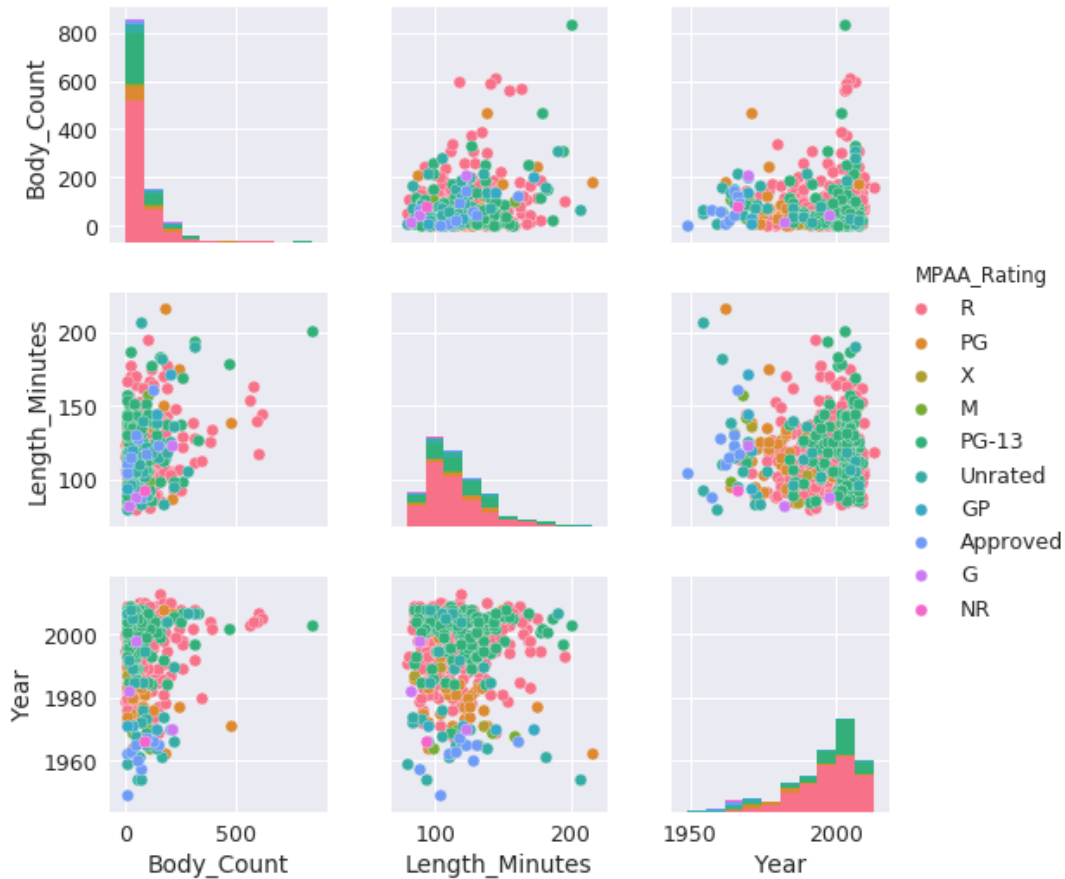 800
600
400
200
0
Body_Count
200
150
100
Length_Minutes
MPAA_Rating
R
PG
X
M
PG-13
Unrated
GP
Approved
G
NR
2000
1980
1960
Year
0
500
100
200
1950
2000
Body_Count
Length_Minutes
Year